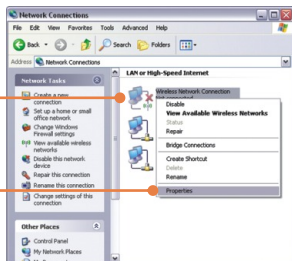 Network Connections
File Edit View Favorites Tools Advanced Help
Back Search Folders
Address Network Connections
Network Tasks
Create a new connection
Set up a home or small office network
Change Windows Firewall settings
View available wireless networks
Disable this network device
Repair this connection
Rename this connection
Change settings of this connection
Other Places
Control Panel
My Network Places
LAN or High-Speed Internet
Wireless Network Connection
Disable
View Available Wireless Networks
Status
Repair
Bridge Connections
Create Shortcut
Delete
Rename
Properties